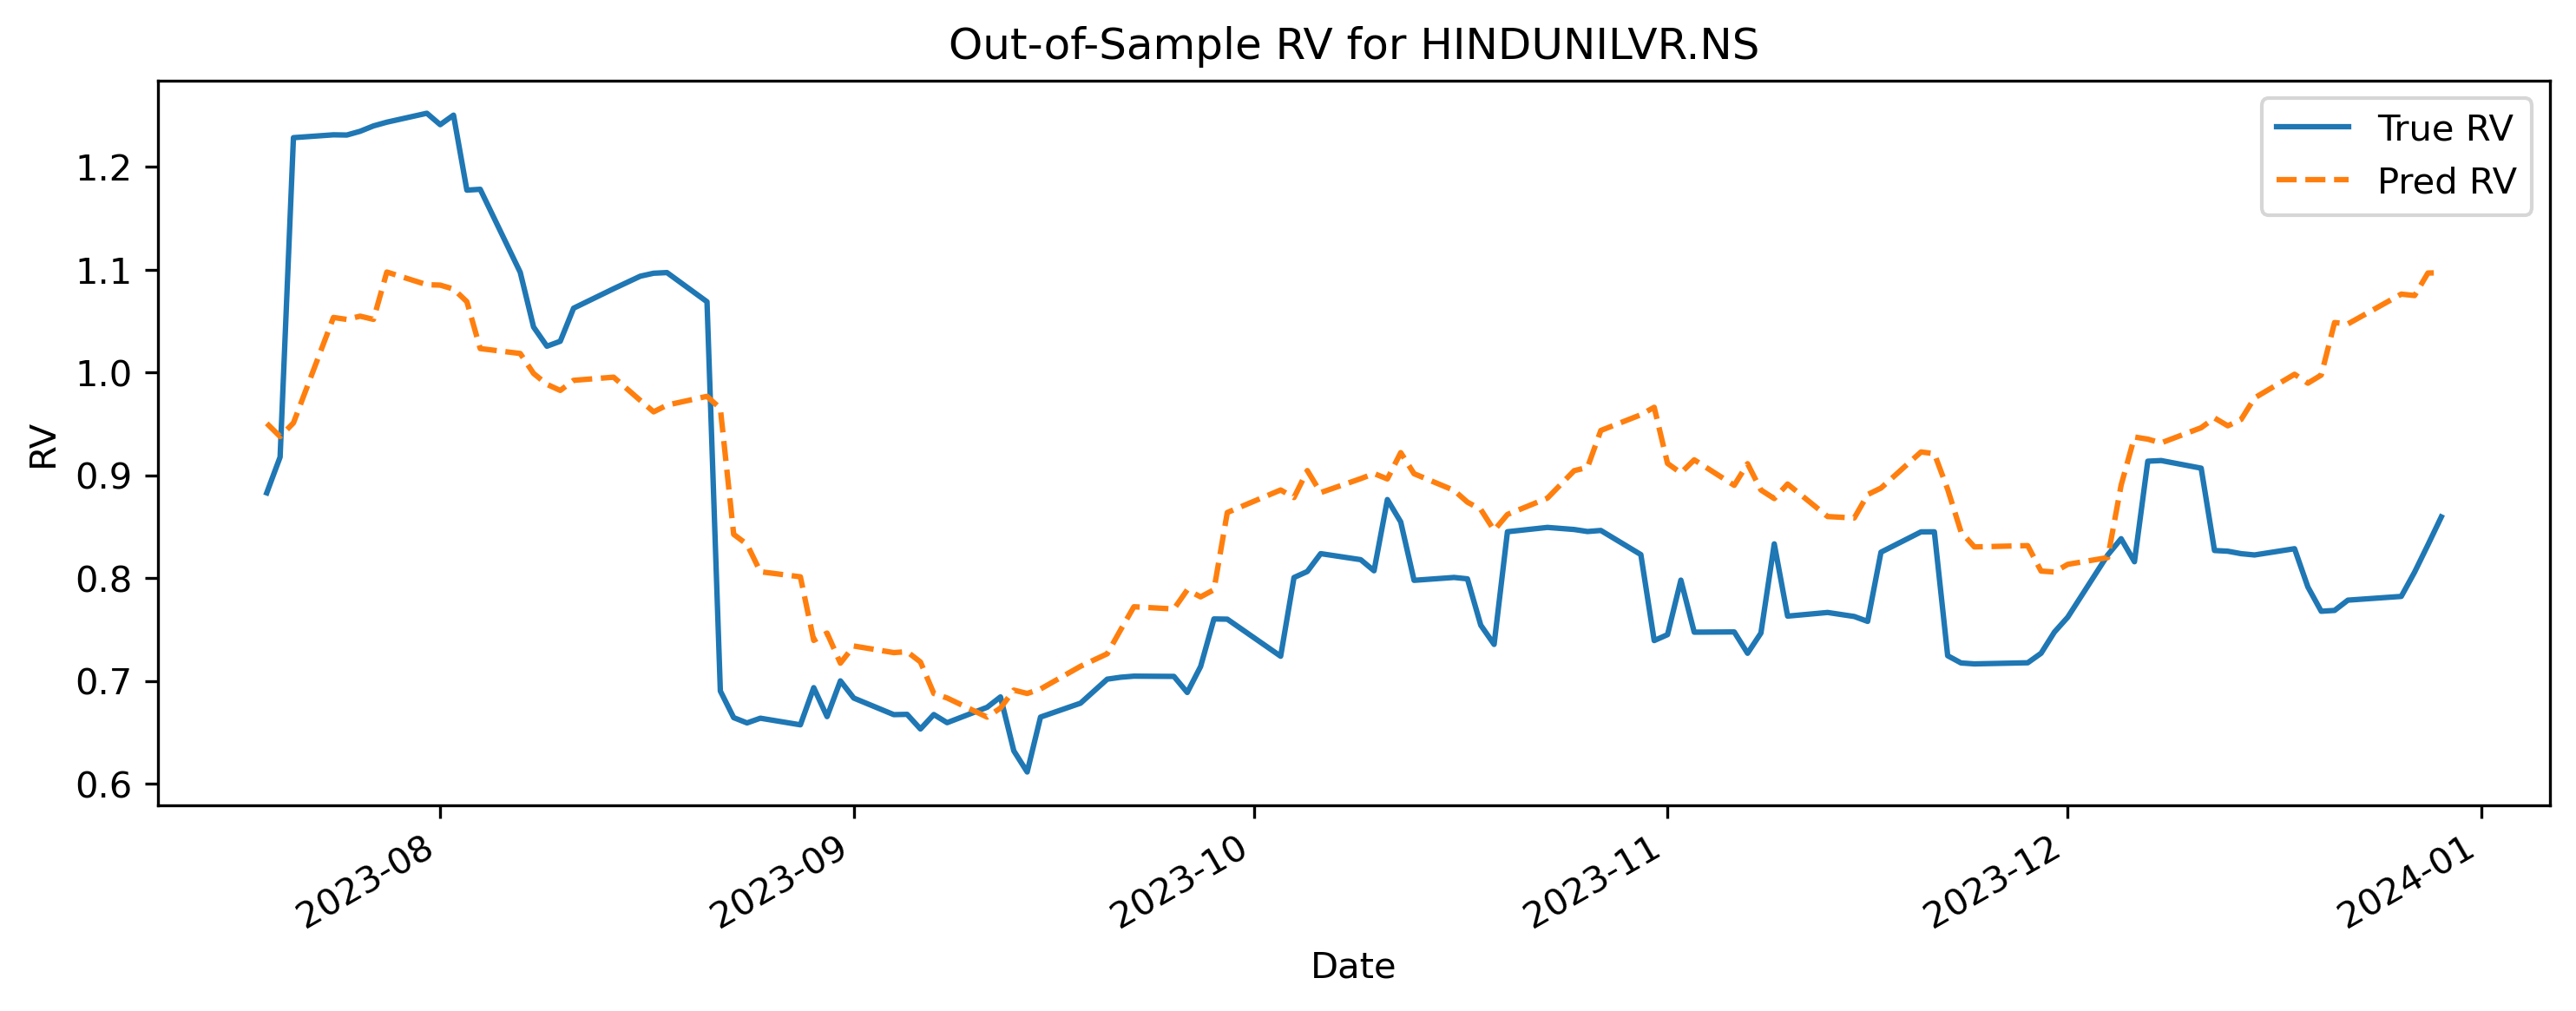 Out-of-Sample RV for HINDUNILVR.NS
True RV
Pred RV
RV
1.2
1.1
1.0
0.9
0.8
0.7
0.6
2023-08
2023-09
2023-10
2023-11
2023-12
2024-01
Date